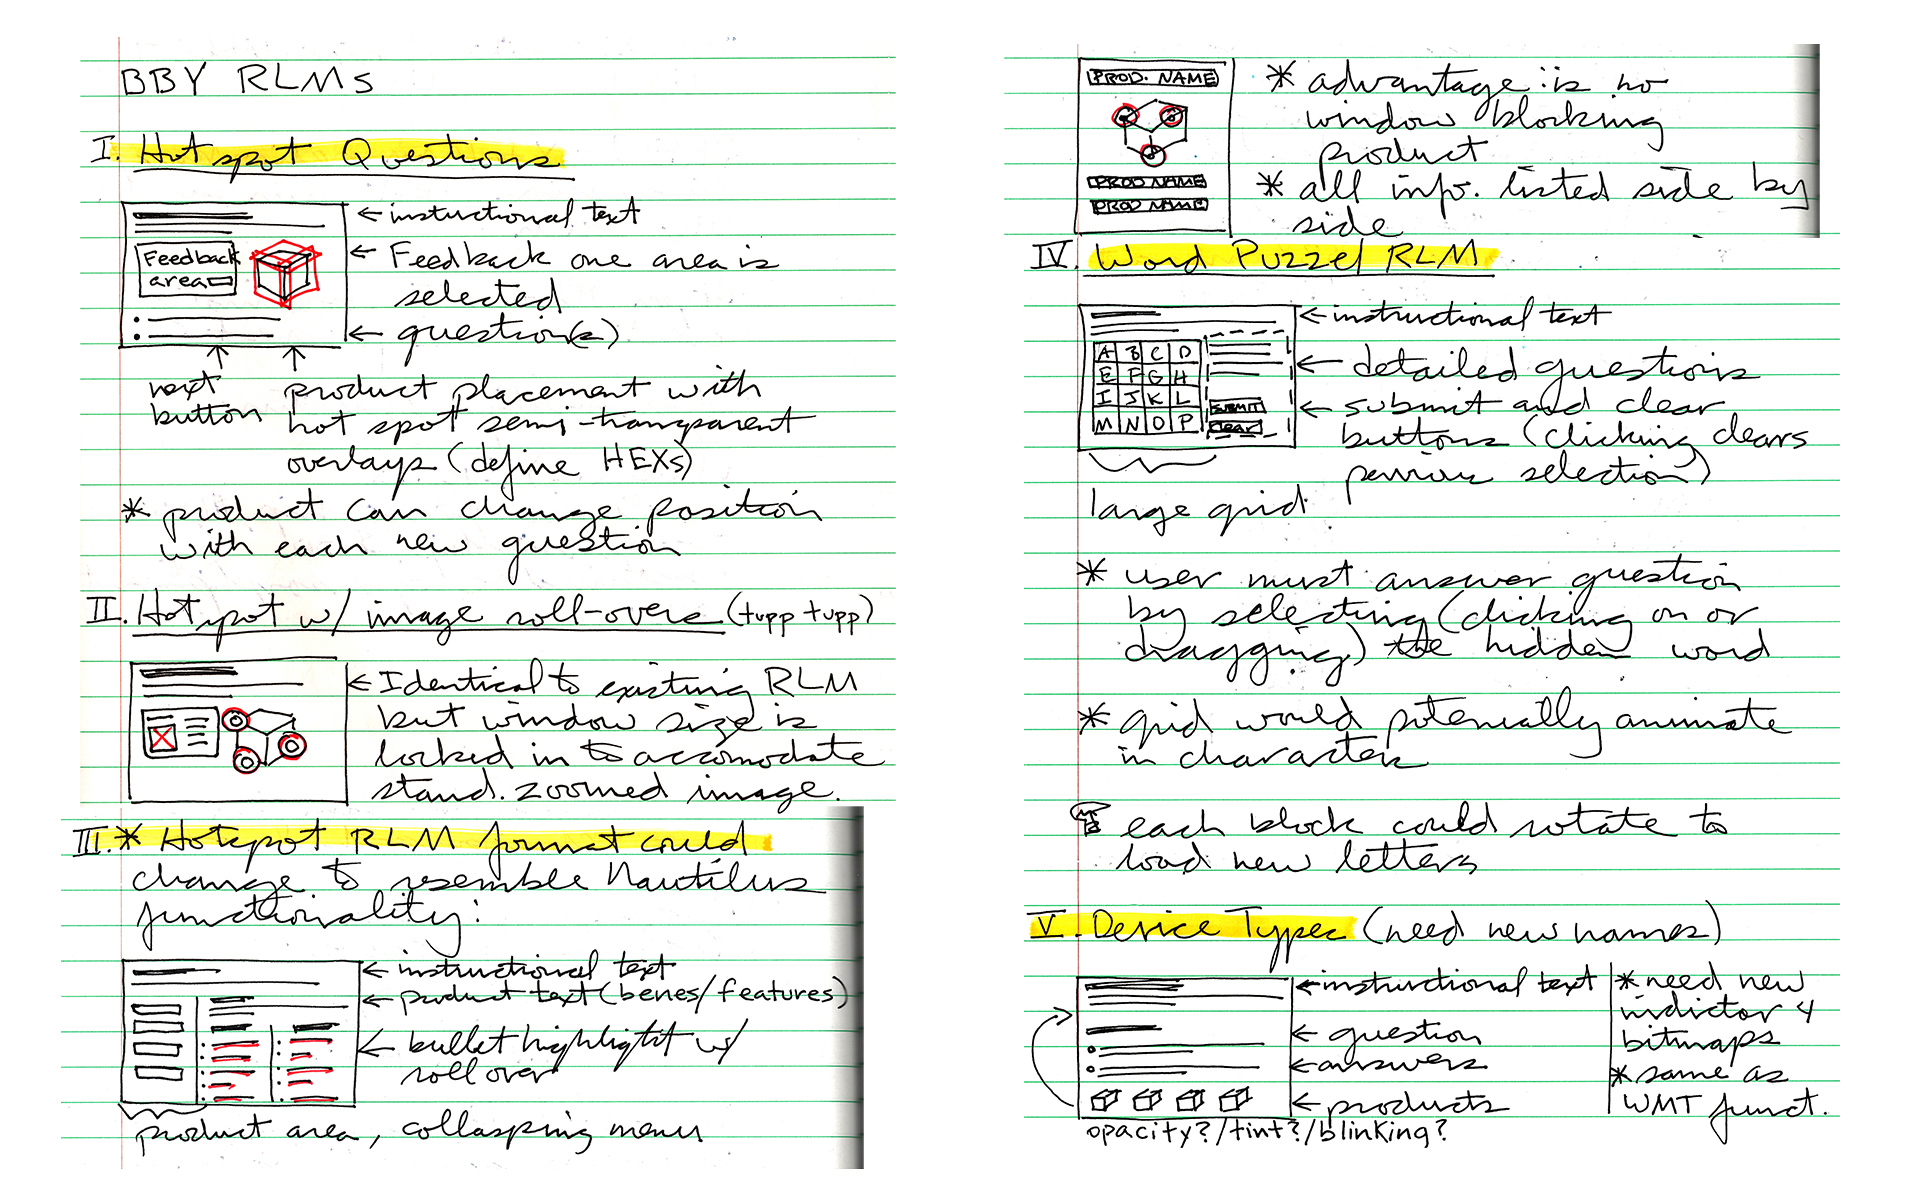 BBY RLMs
I. Hot spot Questions
Feedback
area
← instuctional text
← Feedback one area is
selected
← question(s)
next
button
product placement with
hot spot semi-transparent
overlays (define HEXs)
* product can change position
with each new question
II. Hot spot w/ image roll-overs (tupp tupp)
← Identical to existing RLM
but window size is
locked in to accomodate
stand. zoomed image.
III. * Hotspot RLM format could
change to resemble Nautilus
functionality:
← instructional text
← product text (benes/features)
← bullet highlight w/
roll over
product area, collasping menu
PROD. NAME
PROD NAME
PROD NAME
* advantage is no
window blocking
product
* all info. listed side by
side
IV. Word Puzzel RLM
A B C D
E F G H
I J K L
M N O P
SUBMIT
CLEAR
← instructional text
← detailed questions
← submit and clear
buttons (clicking clears
selection)
large grid
* user must answer question
by selecting (clicking on or
dragging) the hidden word
* grid would potenially animate
in characters
each block could rotate to
load new letters
V. Device Types (need new names)
← instructional text
← question
← answers
← products
opacity?/tint?/blinking?
* need new
indictor 4
bitmaps
* same as
WMT funct.